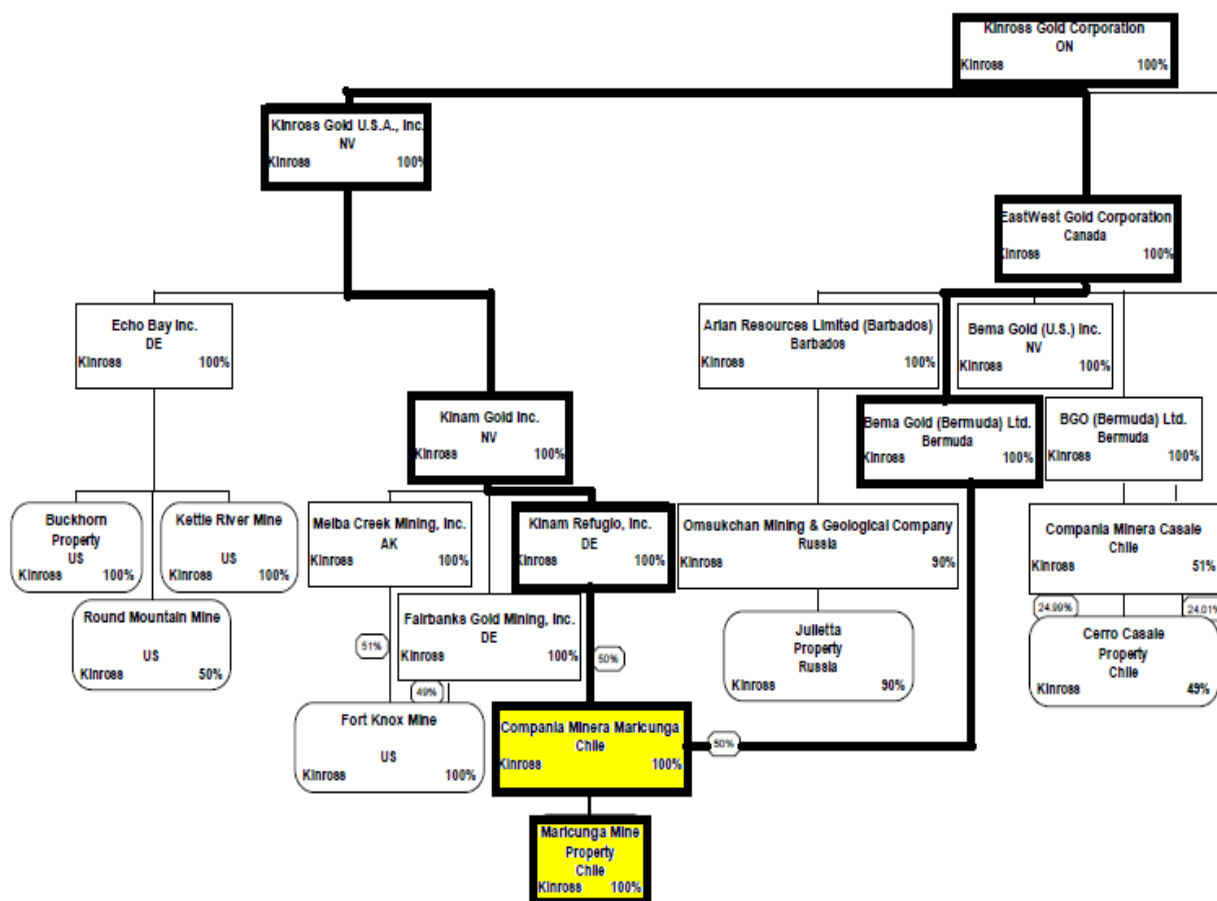 Kinross Gold Corporation
ON
Kinross 100%
Kinross Gold U.S.A., Inc.
NV
Kinross 100%
EastWest Gold Corporation
Canada
Kinross 100%
Echo Bay Inc.
DE
Kinross 100%
Arian Resources Limited (Barbados)
Barbados
Kinross 100%
Bema Gold (U.S.) Inc.
NV
100%
Kinam Gold Inc.
NV
Kinross 100%
Bema Gold (Bermuda) Ltd.
Bermuda
Kinross 100%
BGO (Bermuda) Ltd.
Bermuda
Kinross 100%
Buckhorn
Property
US
Kinross 100%
Kettle River Mine
US
Kinross 100%
Melba Creek Mining, Inc.
AK
Kinross 100%
Kinam Refugio, Inc.
DE
Kinross 100%
Omsukchan Mining & Geological Company
Russia
Kinross 90%
Compania Minera Casale
Chile
Kinross 51%
Round Mountain Mine
US
Kinross 50%
Fairbanks Gold Mining, Inc.
DE
Kinross 100%
51%
50%
49%
24.99%
24.01%
Julietta
Property
Russia
Kinross 90%
Cerro Casale
Property
Chile
Kinross 49%
Fort Knox Mine
US
Kinross 100%
Compania Minera Maricunga
Chile
Kinross 100%
50%
Maricunga Mine
Property
Chile
Kinross 100%